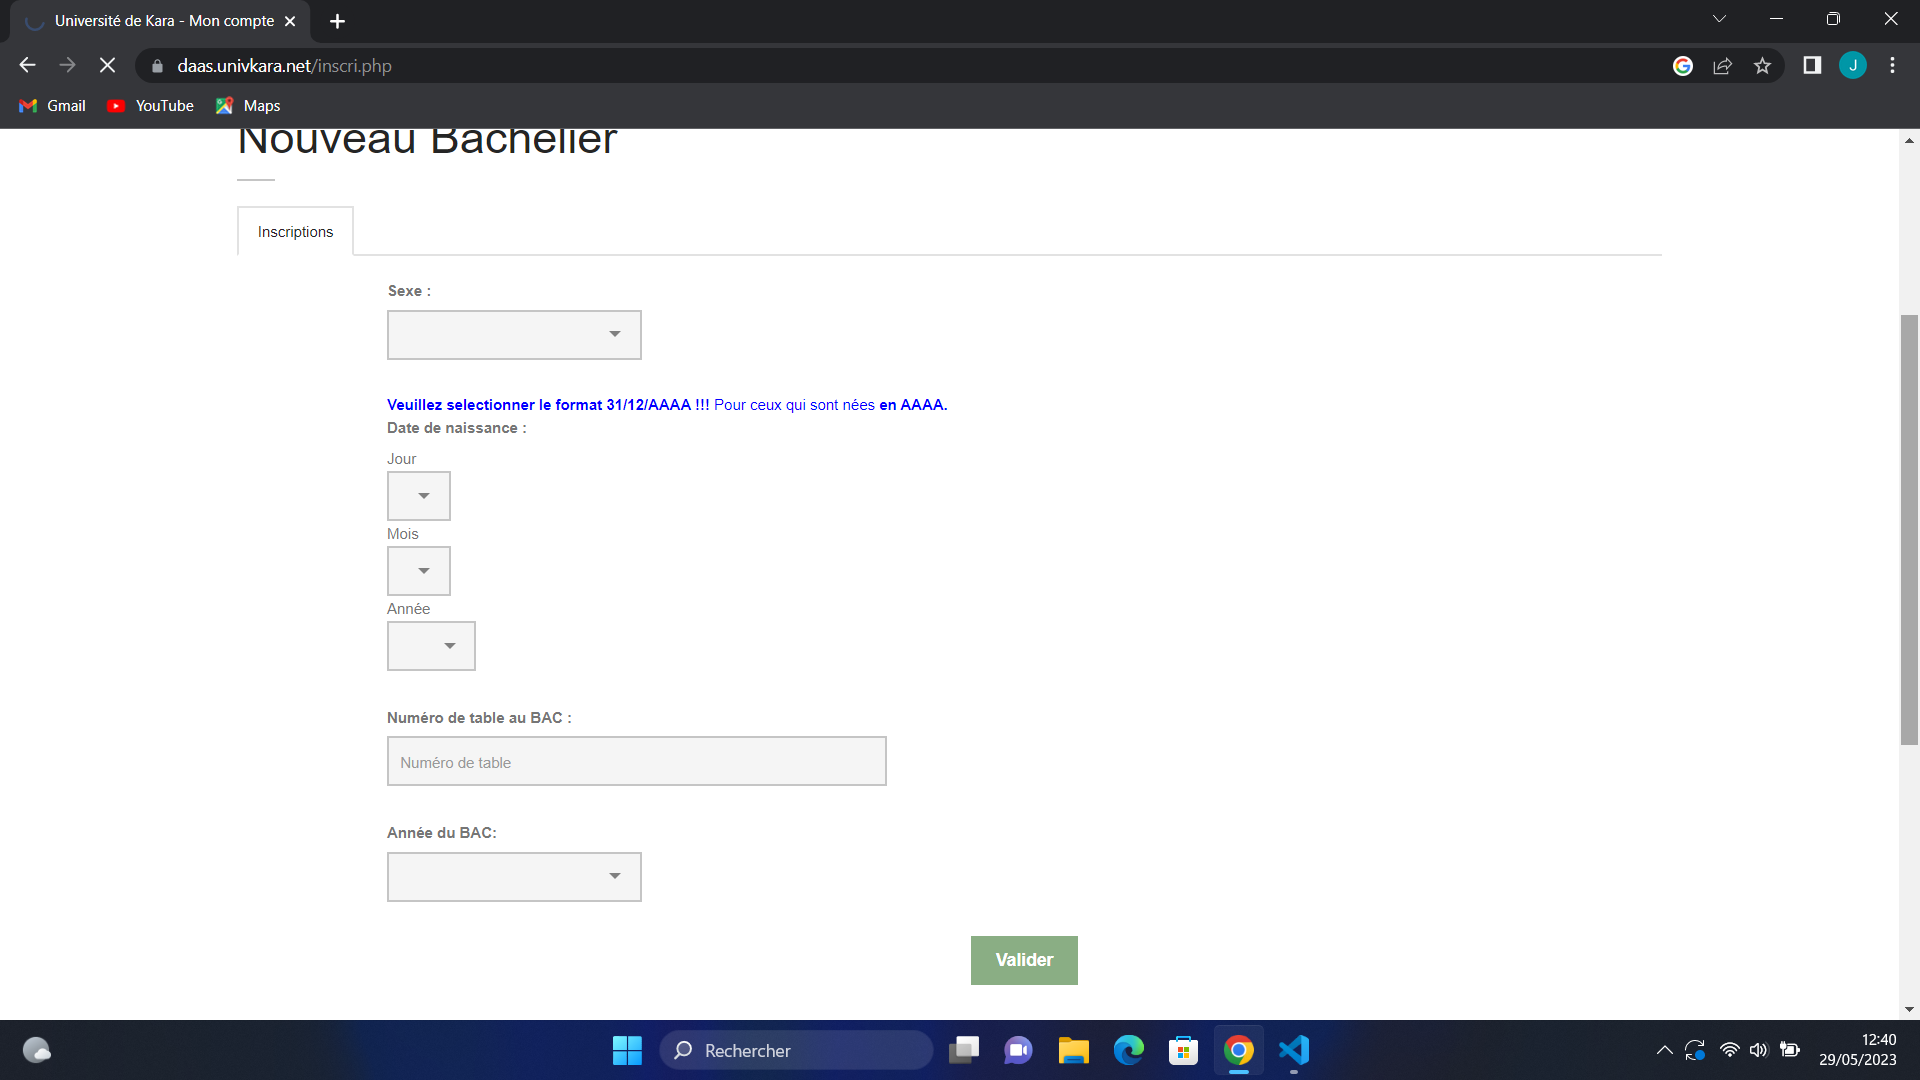 Université de Kara - Mon compte
daas.univkara.net/inscri.php
J
Gmail
YouTube
Maps
Nouveau Bachelier
Inscriptions
Sexe :
Veuillez selectionner le format 31/12/AAAA !!! Pour ceux qui sont nées en AAAA.
Date de naissance :
Jour
Mois
Année
Numéro de table au BAC :
Numéro de table
Année du BAC:
Valider
Rechercher
12:40
29/05/2023